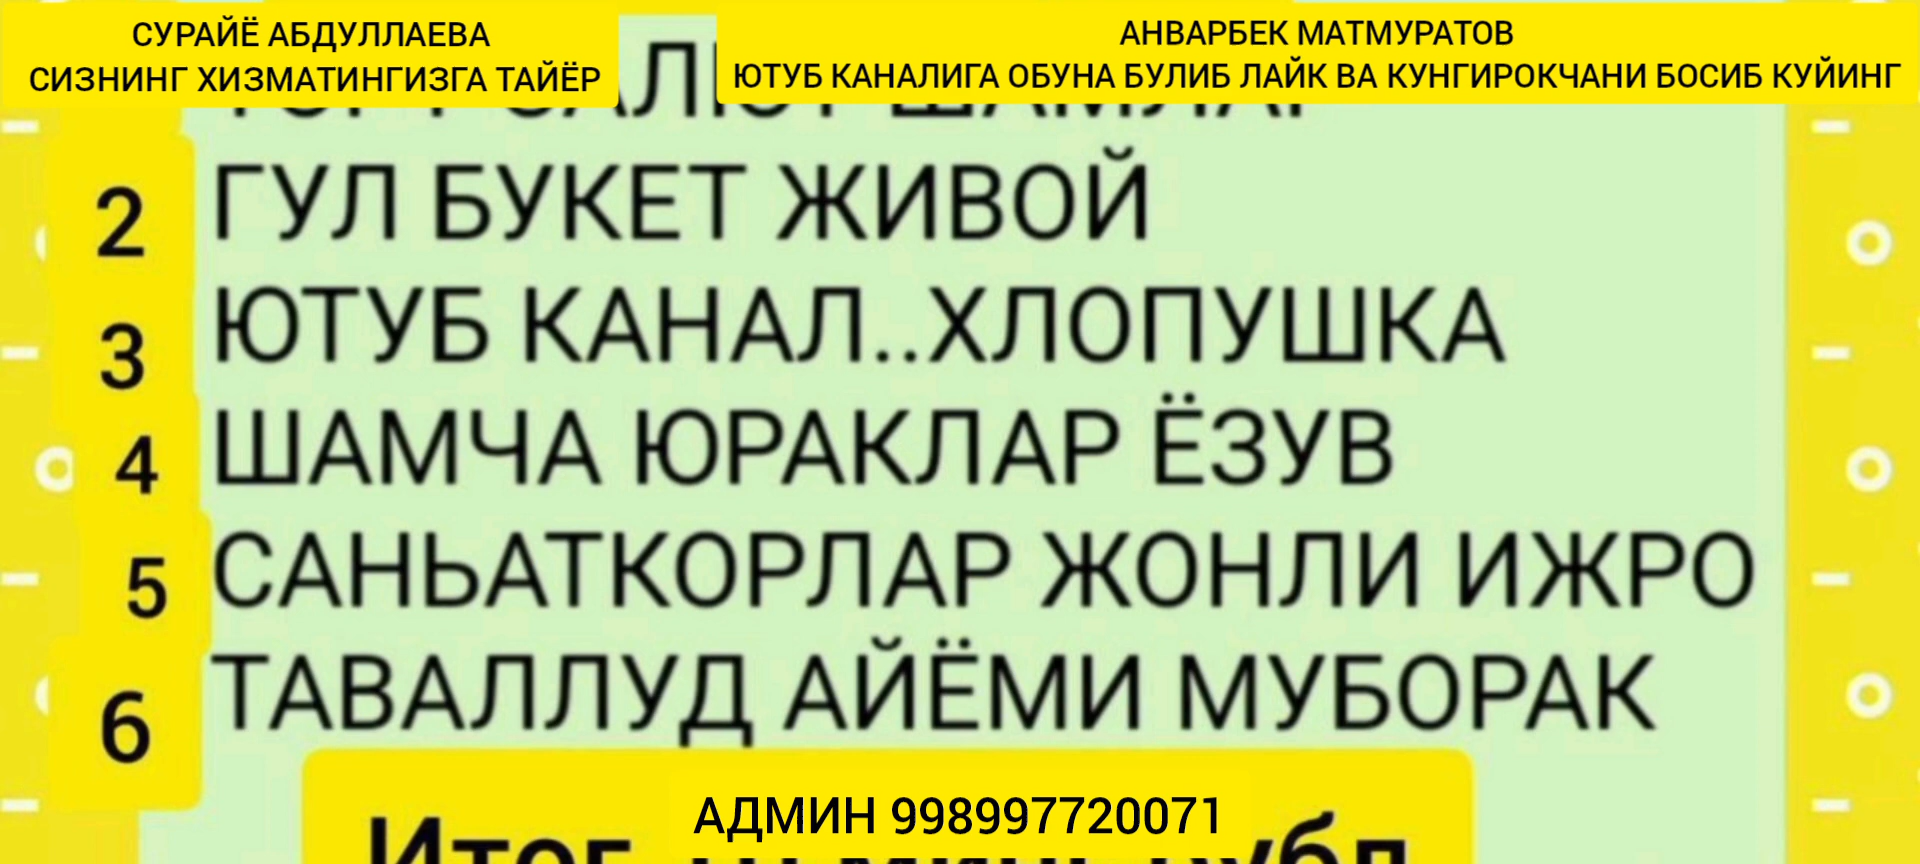 СУРАЙЁ АБДУЛЛАЕВА
СИЗНИНГ ХИЗМАТИНГИЗГА ТАЙЁР
АНВАРБЕК МАТМУРАТОВ
ЮТУБ КАНАЛИГА ОБУНА БУЛИБ ЛАЙК ВА КУНГИРОКЧАНИ БОСИБ КУЙИНГ
2 ГУЛ БУКЕТ ЖИВОЙ
3 ЮТУБ КАНАЛ..ХЛОПУШКА
4 ШАМЧА ЮРАКЛАР ЁЗУВ
5 САНЬАТКОРЛАР ЖОНЛИ ИЖРО
6 ТАВАЛЛУД АЙЁМИ МУБОРАК
АДМИН 998997720071
Итог